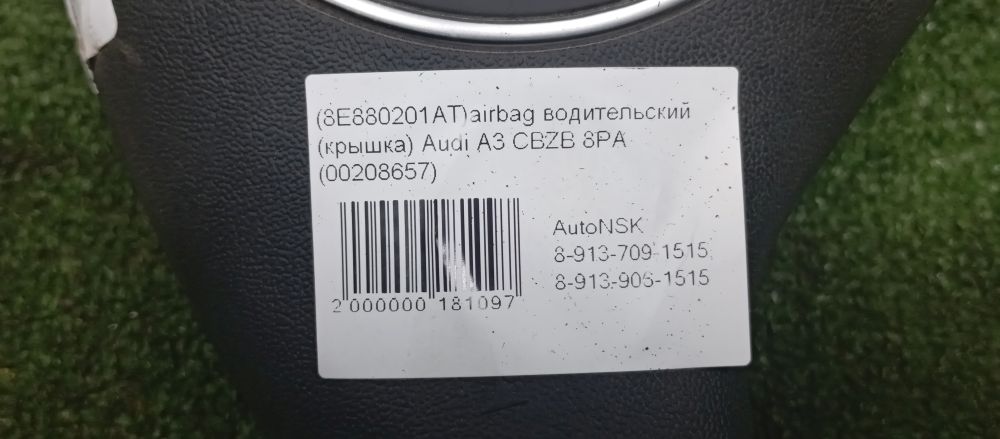 (8E880201AT)airbag водительский
(крышка) Audi A3 CBZB 8PA
(00208657)
AutoNSK
8-913-709-1515,
8-913-906-1515
2 000000 181097